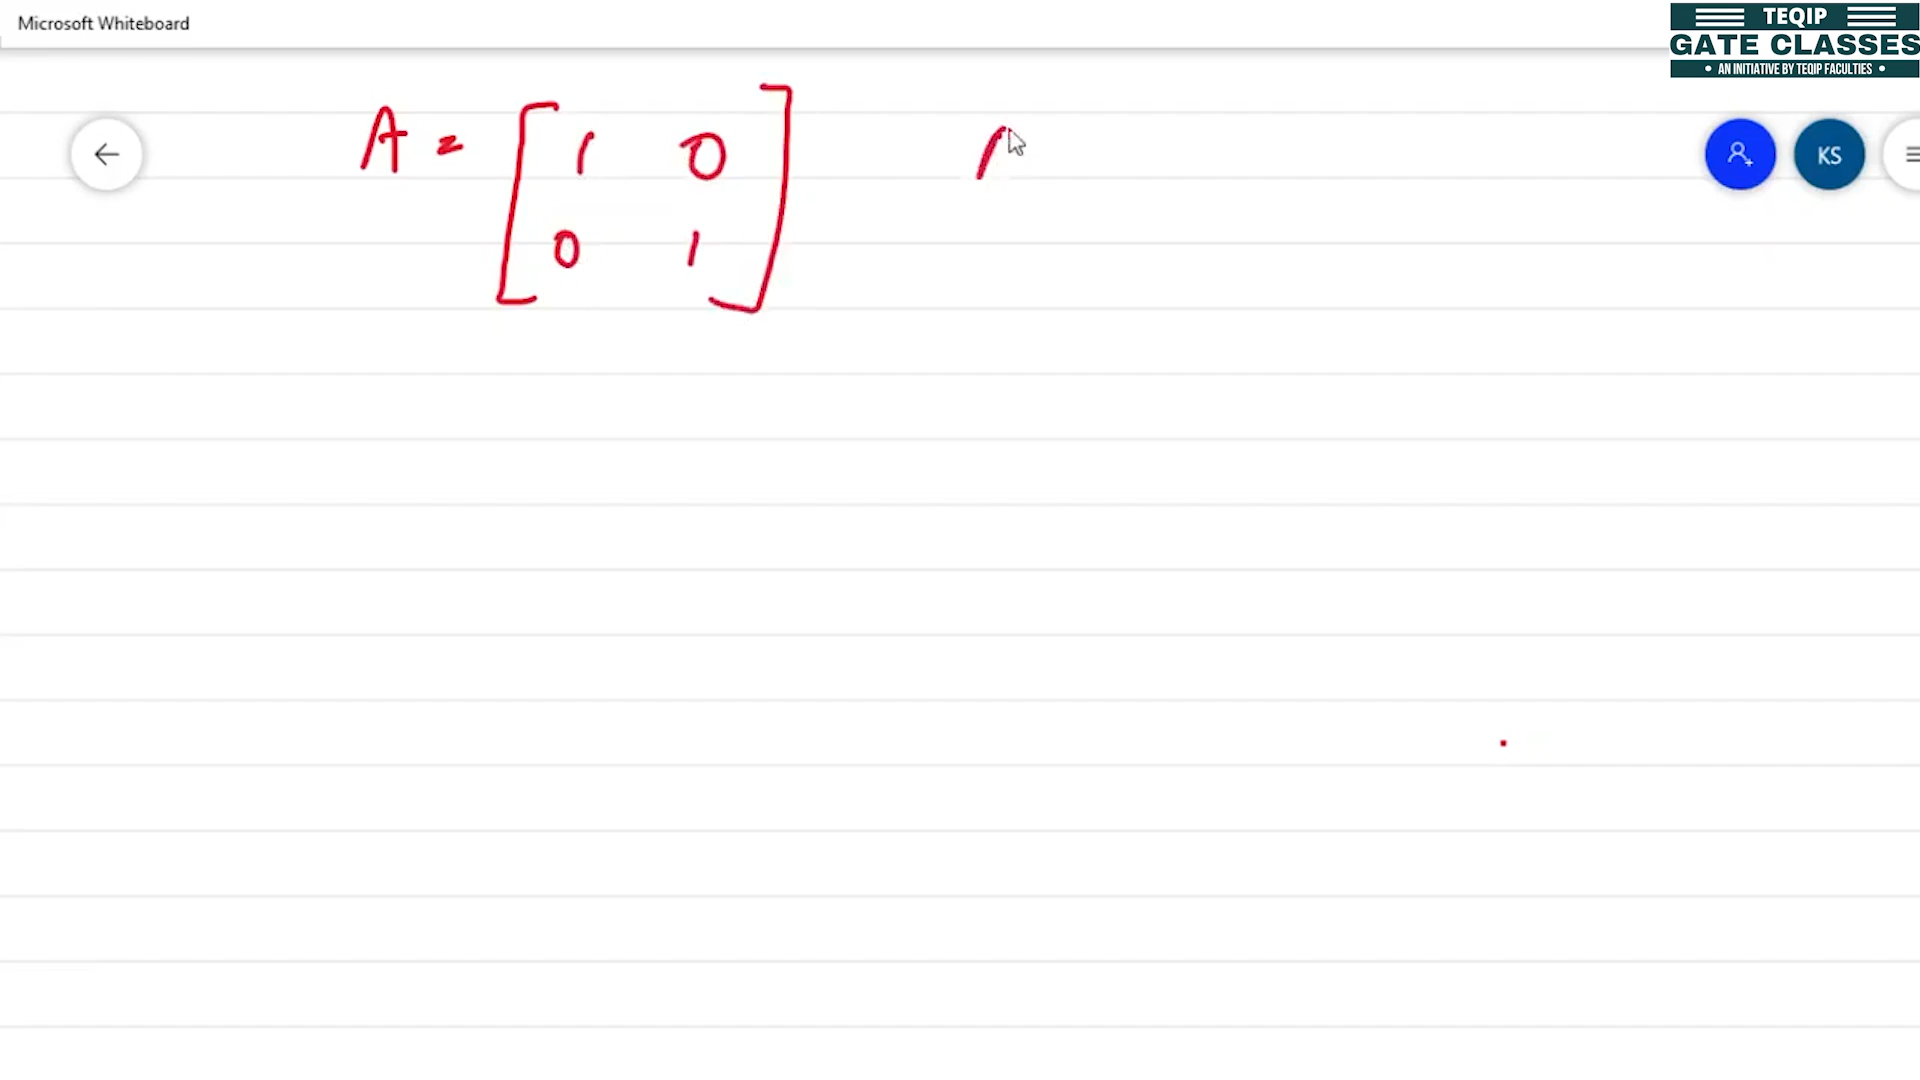 Microsoft Whiteboard
TEQIP
GATE CLASSES
• AN INITIATIVE BY TEQIP FACULTIES •
A = [ 1 0
0 1 ]
KS